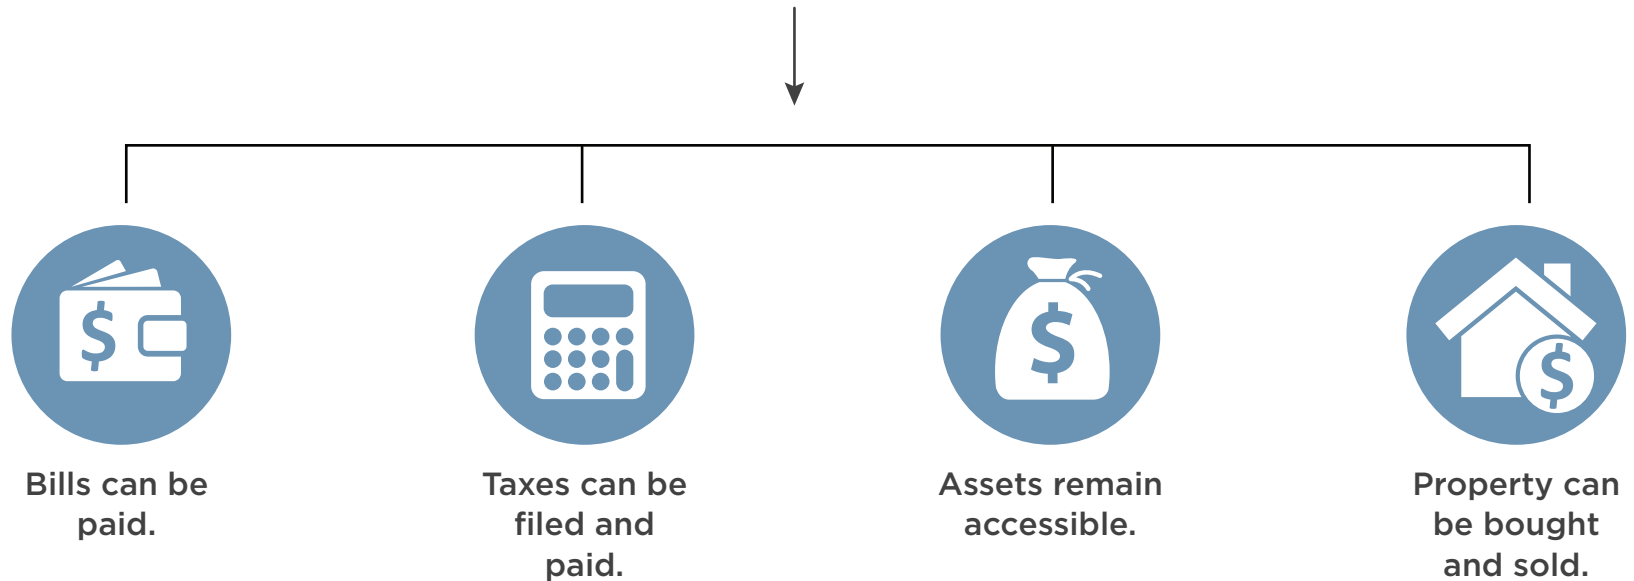 $
$
$
Bills can be
paid.
Taxes can be
filed and
paid.
Assets remain
accessible.
Property can
be bought
and sold.